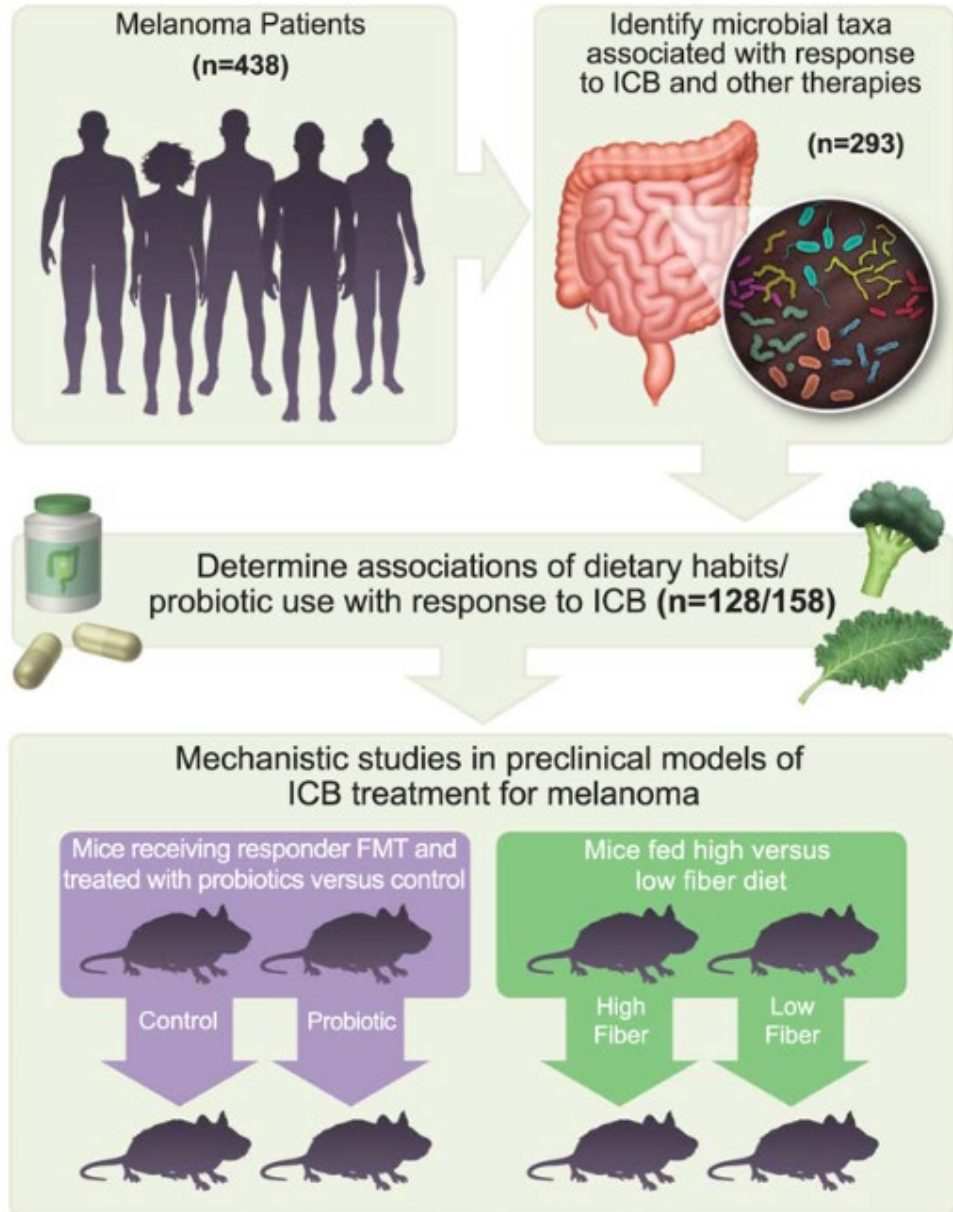 Melanoma Patients
(n=438)
Identify microbial taxa
associated with response
to ICB and other therapies
(n=293)
Determine associations of dietary habits/
probiotic use with response to ICB (n=128/158)
Mechanistic studies in preclinical models of
ICB treatment for melanoma
Mice receiving responder FMT and
treated with probiotics versus control
Control
Probiotic
Mice fed high versus
low fiber diet
High
Fiber
Low
Fiber